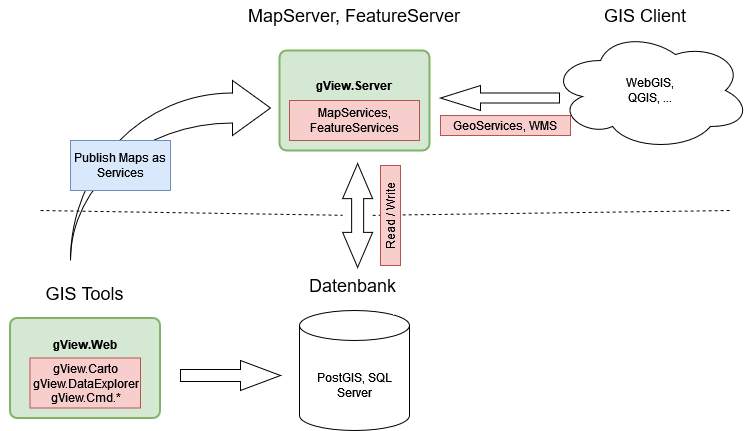 MapServer, FeatureServer
GIS Client
gView.Server
MapServices,
FeatureServices
WebGIS,
QGIS, ...
GeoServices, WMS
Publish Maps as
Services
Read / Write
GIS Tools
Datenbank
gView.Web
gView.Carto
gView.DataExplorer
gView.Cmd.*
PostGIS, SQL
Server